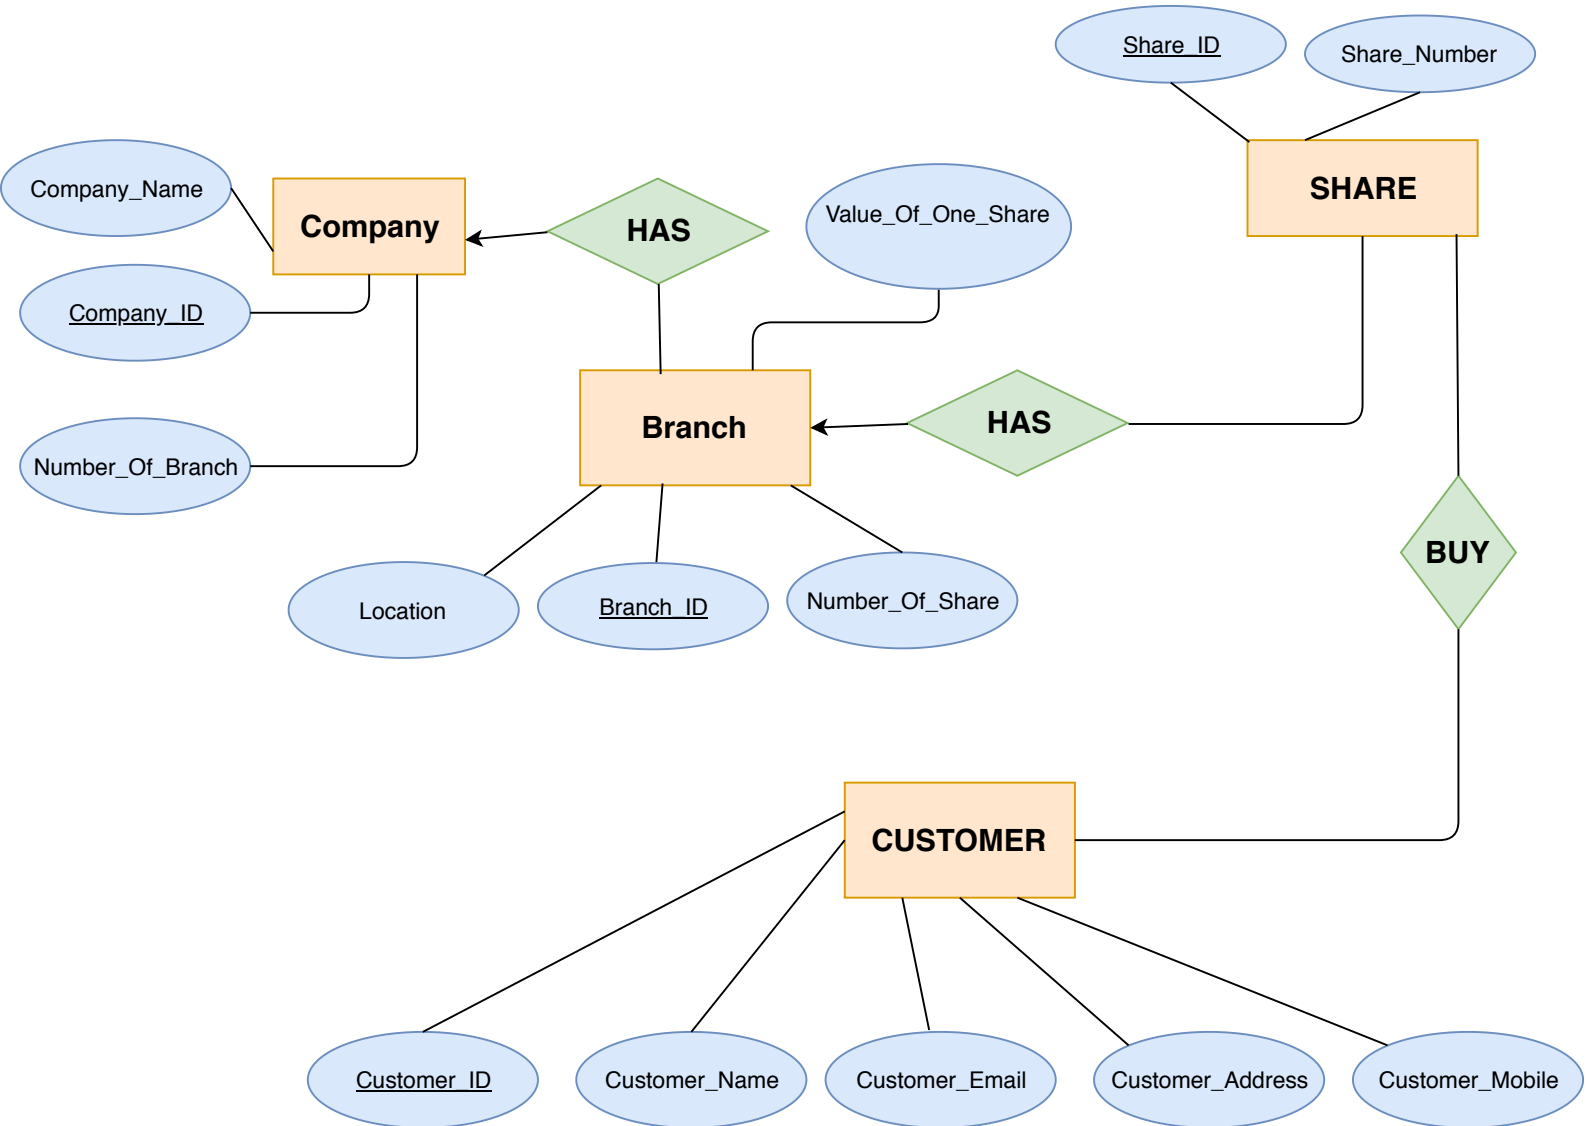 Share_ID
Share_Number
Company_Name
Company
HAS
Value_Of_One_Share
SHARE
Company_ID
Number_Of_Branch
Branch
HAS
Location
Branch_ID
Number_Of_Share
BUY
CUSTOMER
Customer_ID
Customer_Name
Customer_Email
Customer_Address
Customer_Mobile